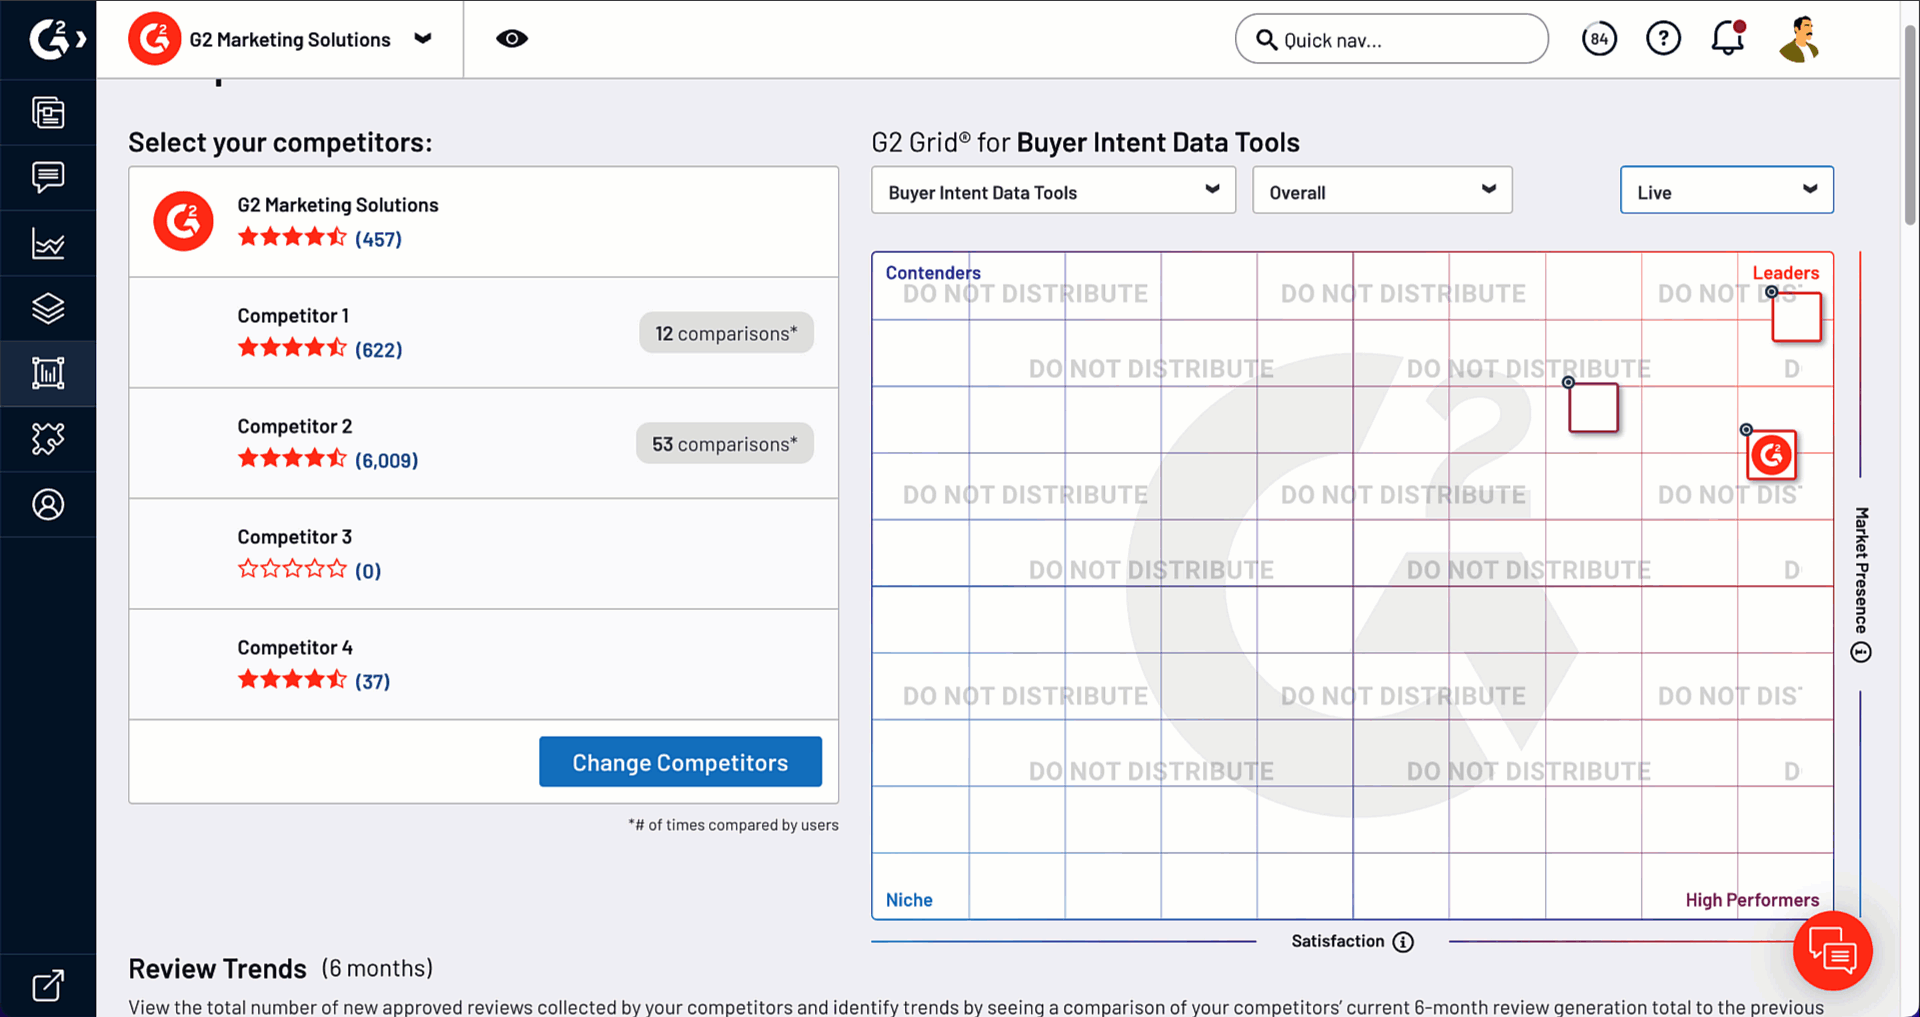 G2 Marketing Solutions
Quick nav...
84
?
Select your competitors:
G2 Marketing Solutions
(457)
Competitor 1
(622)
12 comparisons*
Competitor 2
(6,009)
53 comparisons*
Competitor 3
(0)
Competitor 4
(37)
Change Competitors
*# of times compared by users
G2 Grid® for Buyer Intent Data Tools
Buyer Intent Data Tools
Overall
Live
Contenders
Leaders
DO NOT DISTRIBUTE DO NOT DISTRIBUTE DO NOT DIS
DO NOT DISTRIBUTE DO NOT DISTRIBUTE D
DO NOT DISTRIBUTE DO NOT DISTRIBUTE DO NOT DIS
DO NOT DISTRIBUTE DO NOT DISTRIBUTE D
DO NOT DISTRIBUTE DO NOT DISTRIBUTE DO NOT DIS
DO NOT DISTRIBUTE DO NOT DISTRIBUTE D
Niche
High Performers
Market Presence
Satisfaction
Review Trends (6 months)
View the total number of new approved reviews collected by your competitors and identify trends by seeing a comparison of your competitors’ current 6-month review generation total to the previous